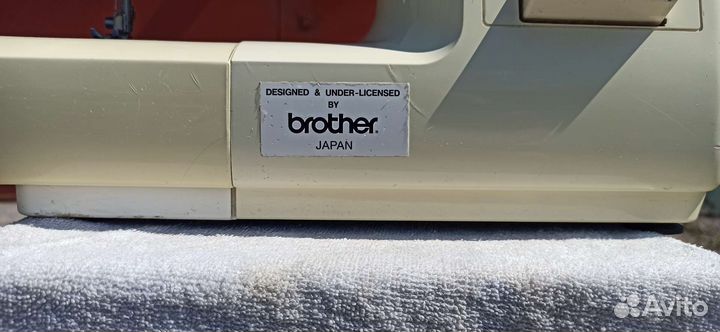 DESIGNED & UNDER-LICENSED
BY
brother.
JAPAN
Avito